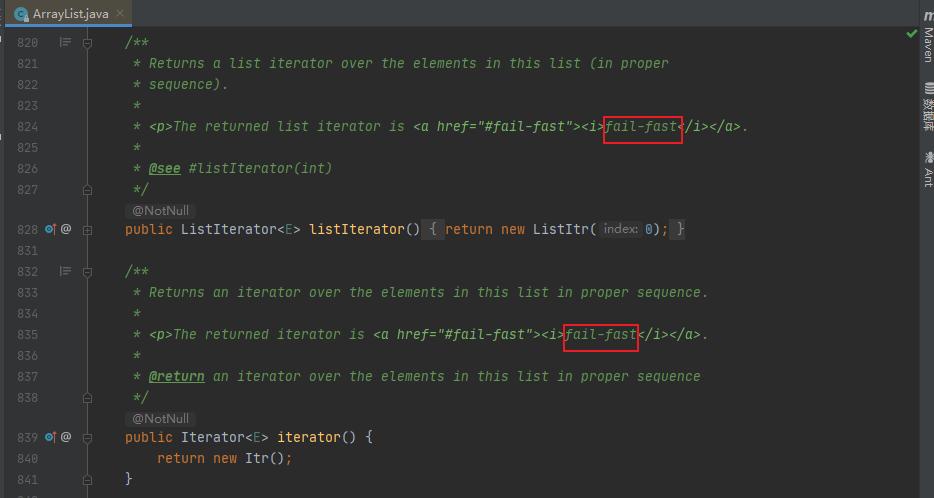 ArrayList.java
820 /**
821 * Returns a list iterator over the elements in this list (in proper
822 * sequence).
823 *
824 * <p>The returned list iterator is <a href="#fail-fast"><i>fail-fast</i></a>.
825 *
826 * @see #listIterator(int)
827 */
@NotNull
828 @ public ListIterator<E> listIterator() { return new ListItr( index: 0); }
831
832 /**
833 * Returns an iterator over the elements in this list in proper sequence.
834 *
835 * <p>The returned iterator is <a href="#fail-fast"><i>fail-fast</i></a>.
836 *
837 * @return an iterator over the elements in this list in proper sequence
838 */
@NotNull
839 @ public Iterator<E> iterator() {
840 return new Itr();
841 }
m
Maven
数据库
Ant